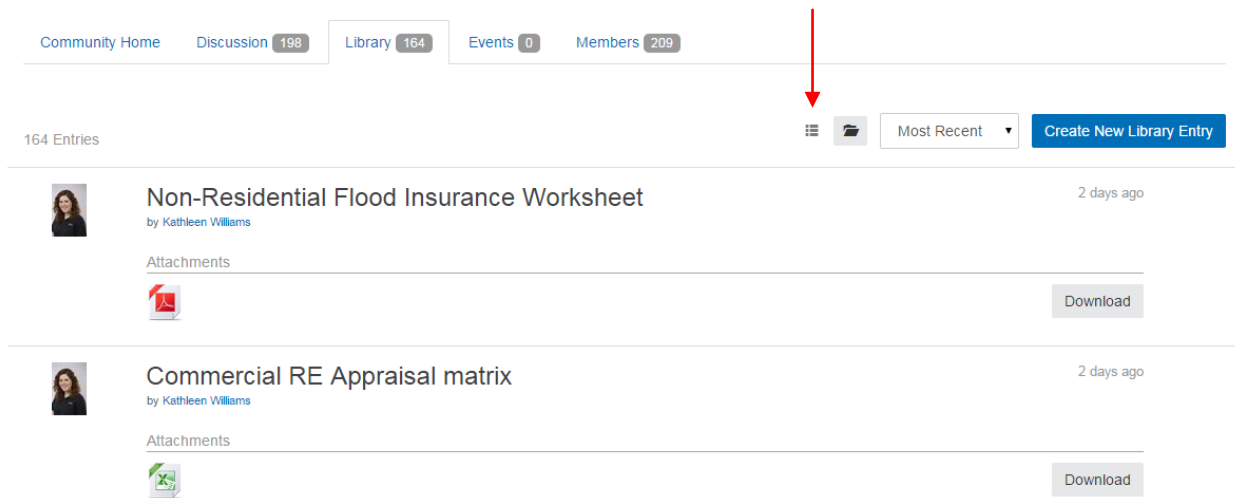 Community Home Discussion 198 Library 164 Events 0 Members 209
164 Entries Most Recent Create New Library Entry
Non-Residential Flood Insurance Worksheet 2 days ago
by Kathleen Williams
Attachments
Download
Commercial RE Appraisal matrix 2 days ago
by Kathleen Williams
Attachments
Download